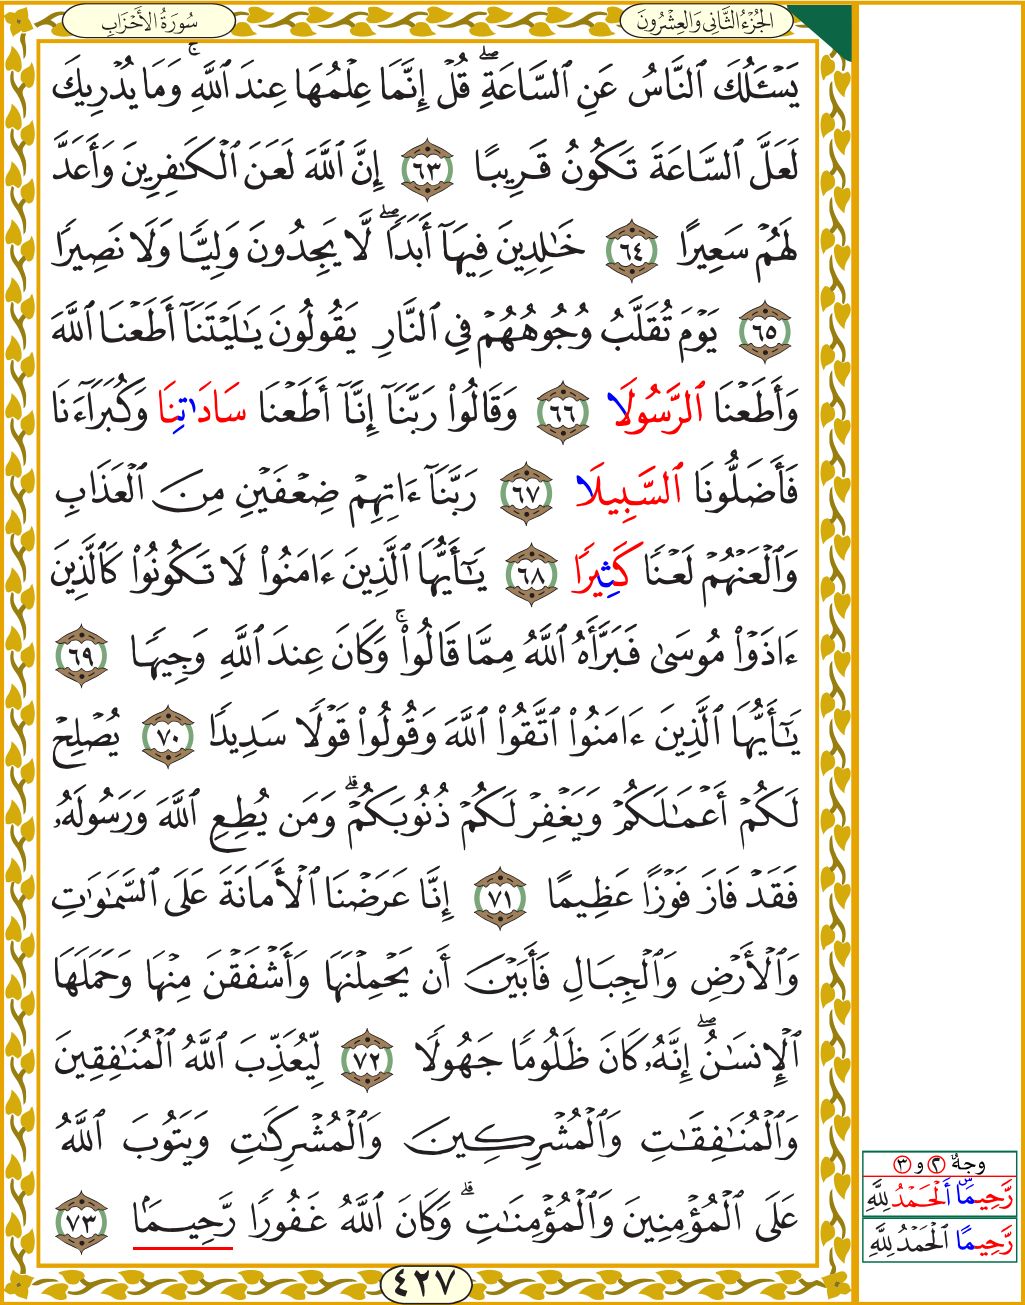 الجُزْءُ الثَّانِي وَالعِشْرُونَ
سُورَةُ الأَحْزَابِ
يَسْـَٔلُكَ ٱلنَّاسُ عَنِ ٱلسَّاعَةِۖ قُلْ إِنَّمَا عِلْمُهَا عِندَ ٱللَّهِۚ وَمَا يُدْرِيكَ
لَعَلَّ ٱلسَّاعَةَ تَكُونُ قَرِيبًا ٦٣ إِنَّ ٱللَّهَ لَعَنَ ٱلْكَـٰفِرِينَ وَأَعَدَّ
لَهُمْ سَعِيرًا ٦٤ خَـٰلِدِينَ فِيهَآ أَبَدًاۖ لَّا يَجِدُونَ وَلِيًّا وَلَا نَصِيرًا
٦٥ يَوْمَ تُقَلَّبُ وُجُوهُهُمْ فِي ٱلنَّارِ يَقُولُونَ يَـٰلَيْتَنَآ أَطَعْنَا ٱللَّهَ
وَأَطَعْنَا ٱلرَّسُولَا ٦٦ وَقَالُوا۟ رَبَّنَآ إِنَّآ أَطَعْنَا سَادَٰتِنَا وَكُبَرَآءَنَا
فَأَضَلُّونَا ٱلسَّبِيلَا ٦٧ رَبَّنَآ ءَاتِهِمْ ضِعْفَيْنِ مِنَ ٱلْعَذَابِ
وَٱلْعَنْهُمْ لَعْنًا كَثِيرًا ٦٨ يَـٰٓأَيُّهَا ٱلَّذِينَ ءَامَنُوا۟ لَا تَكُونُوا۟ كَٱلَّذِينَ
ءَاذَوْا۟ مُوسَىٰ فَبَرَّأَهُ ٱللَّهُ مِمَّا قَالُوا۟ۚ وَكَانَ عِندَ ٱللَّهِ وَجِيهًا ٦٩
يَـٰٓأَيُّهَا ٱلَّذِينَ ءَامَنُوا۟ ٱتَّقُوا۟ ٱللَّهَ وَقُولُوا۟ قَوْلًا سَدِيدًا ٧٠ يُصْلِحْ
لَكُمْ أَعْمَـٰلَكُمْ وَيَغْفِرْ لَكُمْ ذُنُوبَكُمْۗ وَمَن يُطِعِ ٱللَّهَ وَرَسُولَهُۥ
فَقَدْ فَازَ فَوْزًا عَظِيمًا ٧١ إِنَّا عَرَضْنَا ٱلْأَمَانَةَ عَلَى ٱلسَّمَـٰوَٰتِ
وَٱلْأَرْضِ وَٱلْجِبَالِ فَأَبَيْنَ أَن يَحْمِلْنَهَا وَأَشْفَقْنَ مِنْهَا وَحَمَلَهَا
ٱلْإِنسَـٰنُۖ إِنَّهُۥ كَانَ ظَلُومًا جَهُولًا ٧٢ لِّيُعَذِّبَ ٱللَّهُ ٱلْمُنَـٰفِقِينَ
وَٱلْمُنَـٰفِقَـٰتِ وَٱلْمُشْرِكِينَ وَٱلْمُشْرِكَـٰتِ وَيَتُوبَ ٱللَّهُ
عَلَى ٱلْمُؤْمِنِينَ وَٱلْمُؤْمِنَـٰتِۗ وَكَانَ ٱللَّهُ غَفُورًا رَّحِيمًۢا ٧٣
وجهٌ ٢ و ٣
رَّحِيمًا ٱَلْحَمْدُ لِلَّهِ
رَّحِيمًا ٱلْحَمْدُ لِلَّهِ
٤٢٧